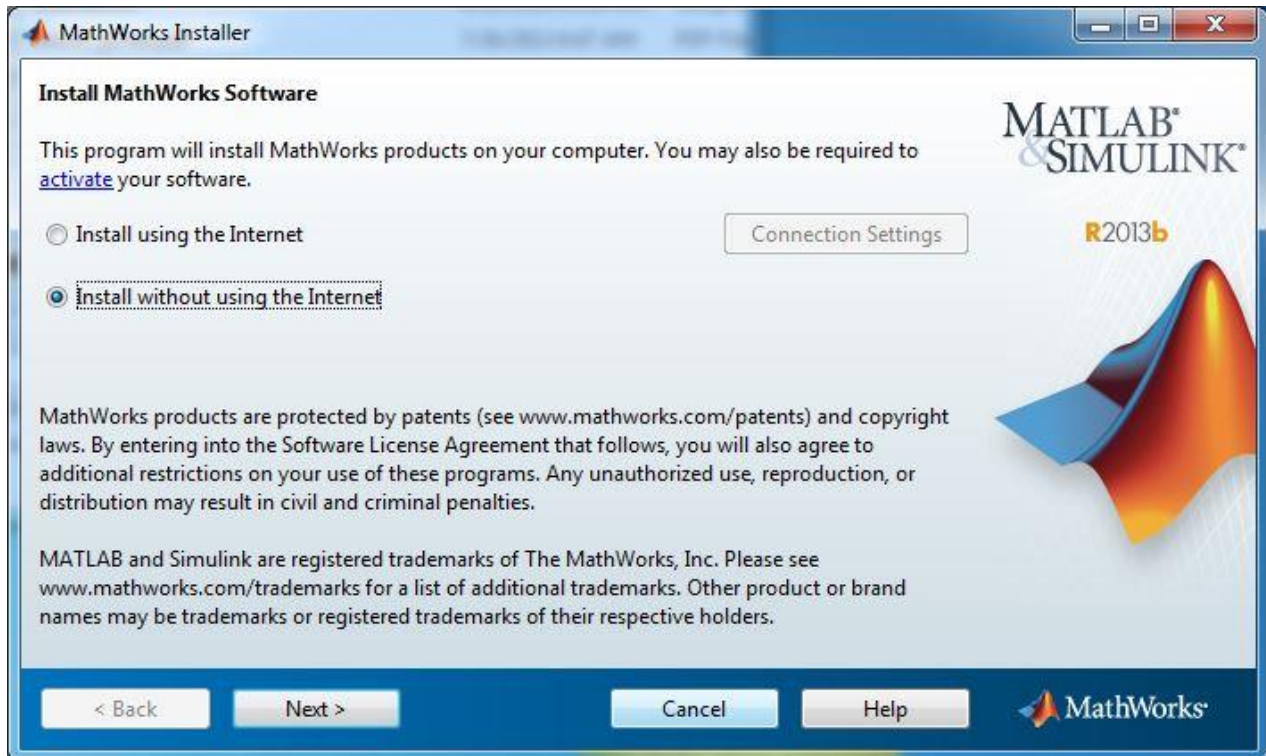 MathWorks Installer
Install MathWorks Software
This program will install MathWorks products on your computer. You may also be required to
activate your software.
Install using the Internet
Connection Settings
Install without using the Internet
MathWorks products are protected by patents (see www.mathworks.com/patents) and copyright
laws. By entering into the Software License Agreement that follows, you will also agree to
additional restrictions on your use of these programs. Any unauthorized use, reproduction, or
distribution may result in civil and criminal penalties.
MATLAB and Simulink are registered trademarks of The MathWorks, Inc. Please see
www.mathworks.com/trademarks for a list of additional trademarks. Other product or brand
names may be trademarks or registered trademarks of their respective holders.
MATLAB®
&SIMULINK®
R2013b
< Back
Next >
Cancel
Help
MathWorks®